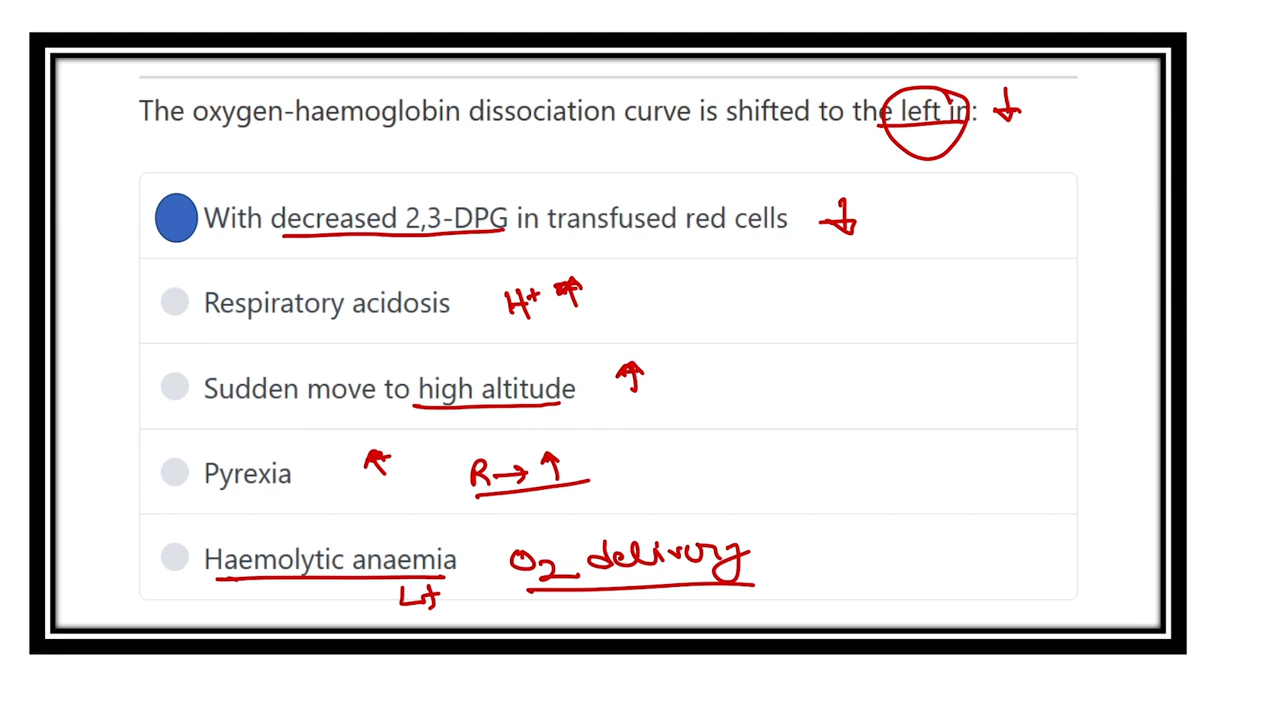 The oxygen-haemoglobin dissociation curve is shifted to the left in: ↓
With decreased 2,3-DPG in transfused red cells ↓
Respiratory acidosis H+ ↑
Sudden move to high altitude ↑
Pyrexia ↑ R→↑
Haemolytic anaemia O2 delivery